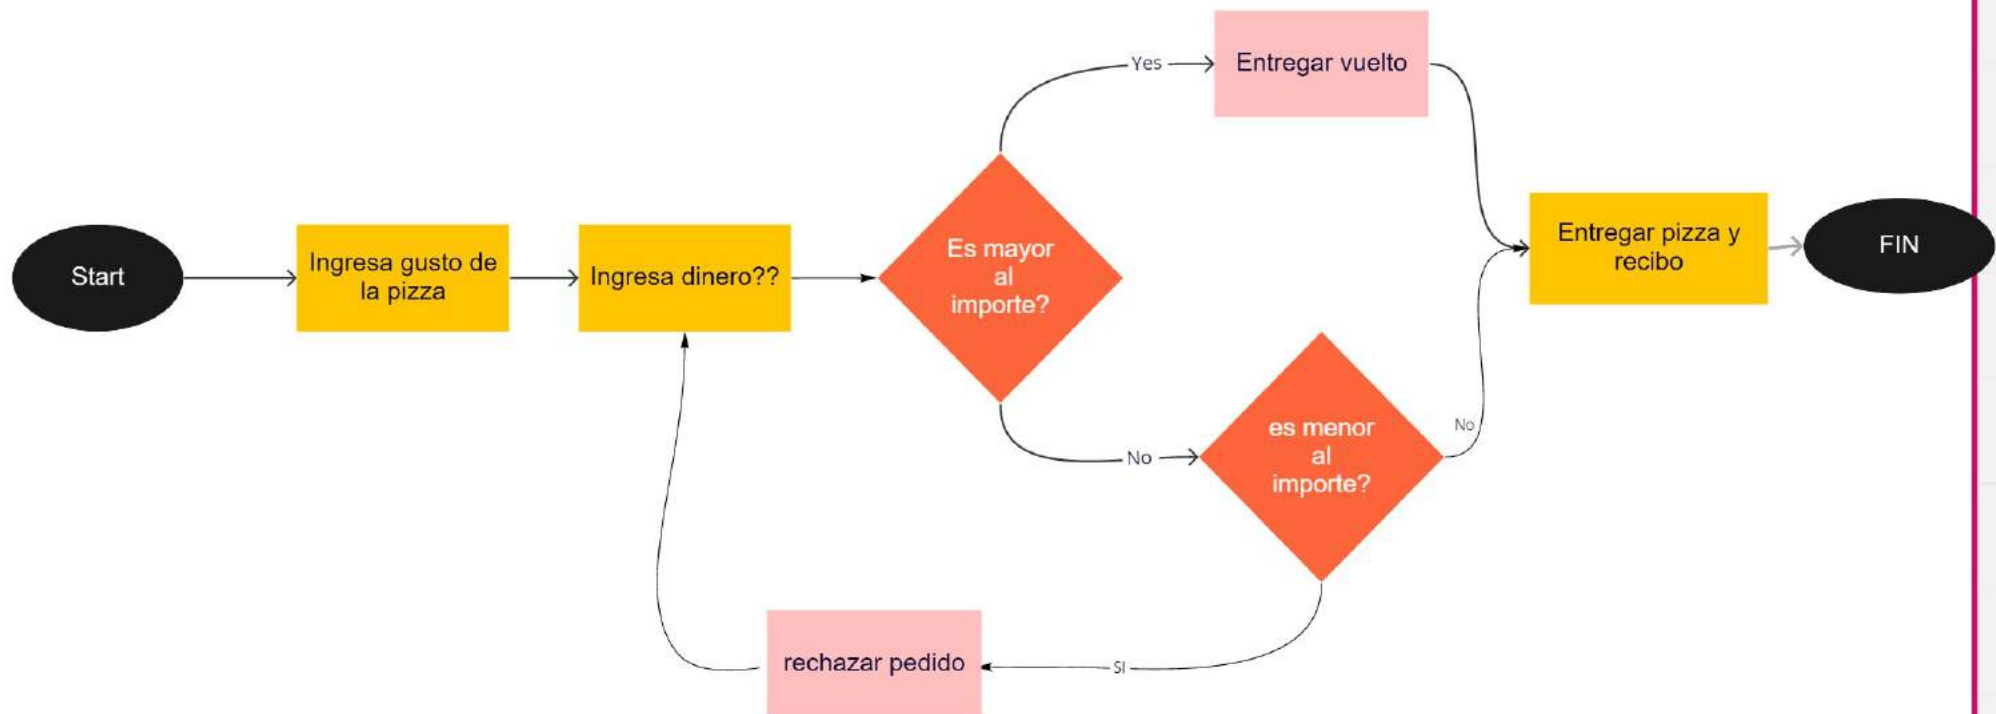 Start
Ingresa gusto de
la pizza
Ingresa dinero??
Es mayor
al
importe?
Yes
Entregar vuelto
No
es menor
al
importe?
No
SI
rechazar pedido
Entregar pizza y
recibo
FIN